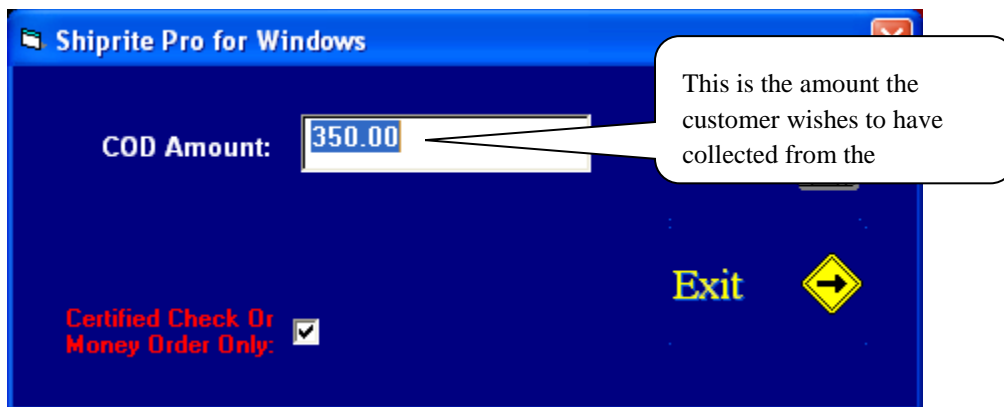 Shiprite Pro for Windows
This is the amount the
customer wishes to have
collected from the
COD Amount:
350.00
Exit
Certified Check Or
Money Order Only: